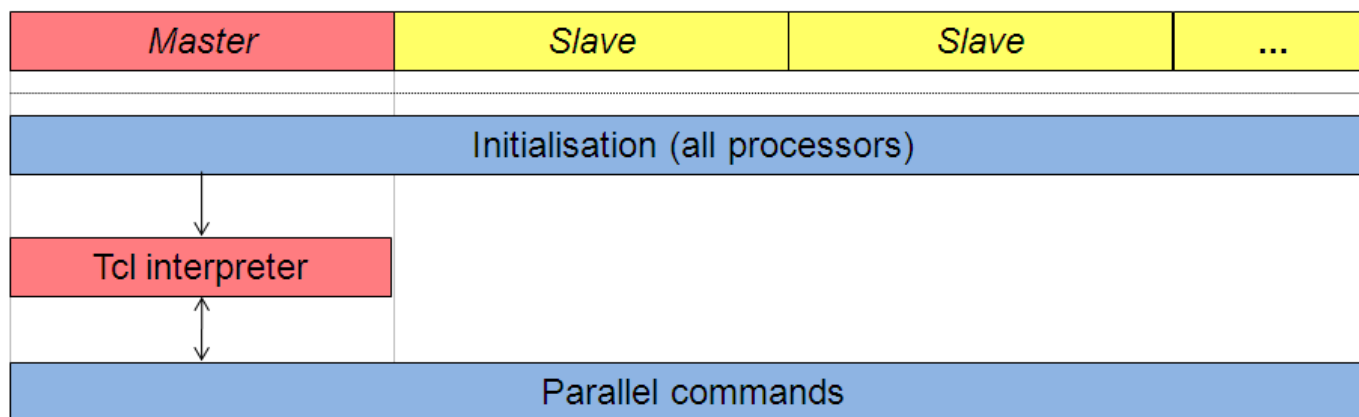 Master Slave Slave ...
Initialisation (all processors)
Tcl interpreter
Parallel commands